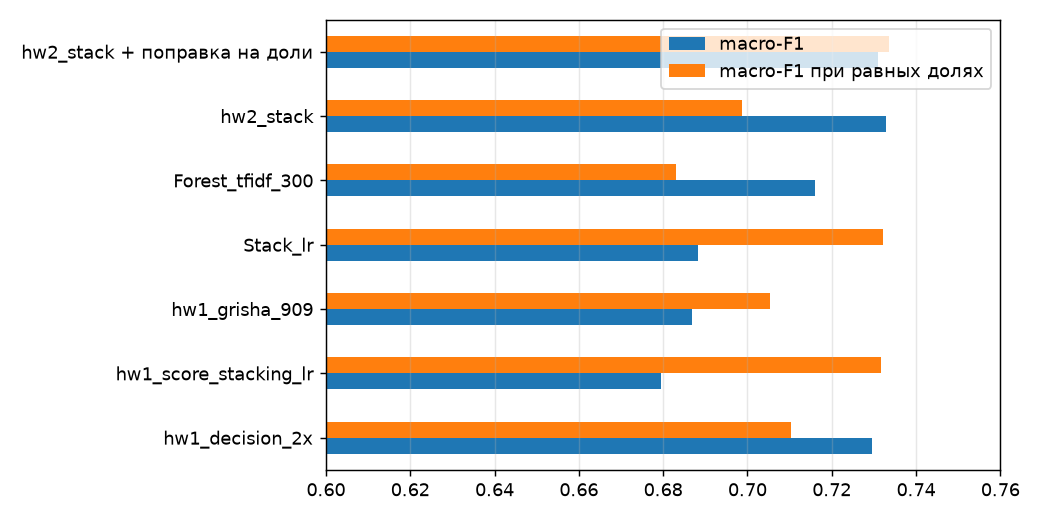 hw2_stack + поправка на доли
macro-F1
macro-F1 при равных долях
hw2_stack
Forest_tfidf_300
Stack_lr
hw1_grisha_909
hw1_score_stacking_lr
hw1_decision_2x
0.60 0.62 0.64 0.66 0.68 0.70 0.72 0.74 0.76